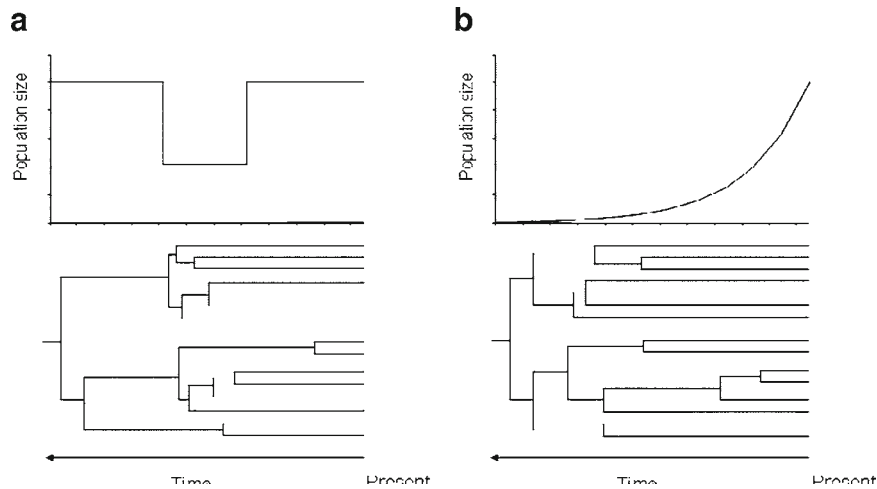 a
Population size
Time
Present
b
Population size
Time
Present